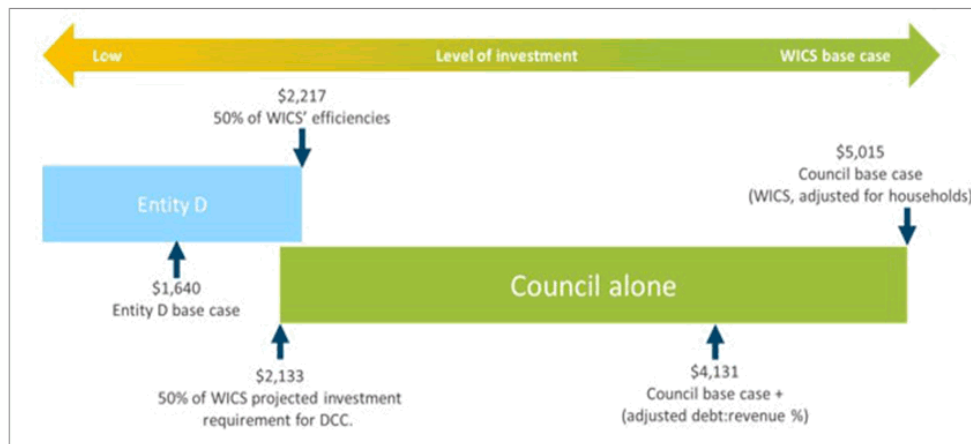 Low Level of investment WICS base case
$2,217
50% of WICS' efficiencies
$5,015
Council base case
(WICS, adjusted for households)
Entity D
$1,640
Entity D base case
Council alone
$2,133
50% of WICS projected investment
requirement for DCC.
$4,131
Council base case +
(adjusted debt:revenue %)